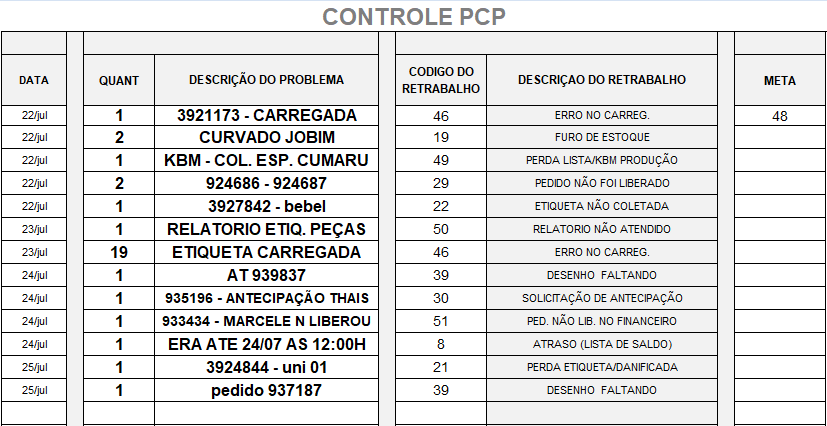 CONTROLE PCP
DATA QUANT DESCRIÇÃO DO PROBLEMA CODIGO DO RETRABALHO DESCRIÇAO DO RETRABALHO META
22/jul 1 3921173 - CARREGADA 46 ERRO NO CARREG. 48
22/jul 2 CURVADO JOBIM 19 FURO DE ESTOQUE
22/jul 1 KBM - COL. ESP. CUMARU 49 PERDA LISTA/KBM PRODUÇÃO
22/jul 2 924686 - 924687 29 PEDIDO NÃO FOI LIBERADO
22/jul 1 3927842 - bebel 22 ETIQUETA NÃO COLETADA
23/jul 1 RELATORIO ETIQ. PEÇAS 50 RELATORIO NÃO ATENDIDO
23/jul 19 ETIQUETA CARREGADA 46 ERRO NO CARREG.
24/jul 1 AT 939837 39 DESENHO FALTANDO
24/jul 1 935196 - ANTECIPAÇÃO THAIS 30 SOLICITAÇÃO DE ANTECIPAÇÃO
24/jul 1 933434 - MARCELE N LIBEROU 51 PED. NÃO LIB. NO FINANCEIRO
24/jul 1 ERA ATE 24/07 AS 12:00H 8 ATRASO (LISTA DE SALDO)
25/jul 1 3924844 - uni 01 21 PERDA ETIQUETA/DANIFICADA
25/jul 1 pedido 937187 39 DESENHO FALTANDO